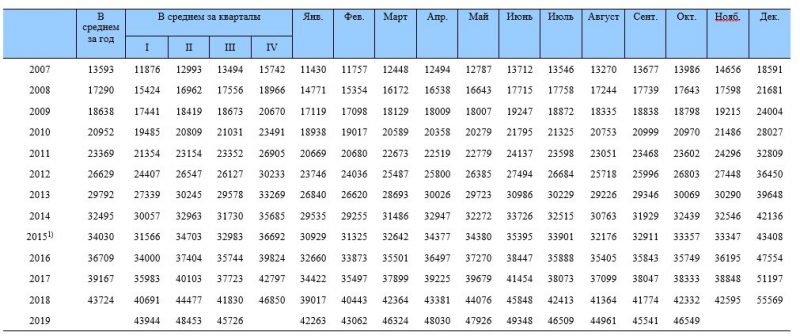 В среднем за год В среднем за кварталы Янв. Фев. Март Апр. Май Июнь Июль Август Сент. Окт. Нояб. Дек.
I II III IV
2007 13593 11876 12993 13494 15742 11430 11757 12448 12494 12787 13712 13546 13270 13677 13986 14656 18591
2008 17290 15424 16962 17556 18966 14771 15354 16172 16538 16643 17715 17758 17244 17739 17643 17598 21681
2009 18638 17441 18419 18673 20670 17119 17098 18129 18009 18007 19247 18872 18335 18838 18798 19215 24004
2010 20952 19485 20809 21031 23491 18938 19017 20589 20358 20279 21795 21325 20753 20999 20970 21486 28027
2011 23369 21354 23154 23352 26905 20669 20680 22673 22519 22779 24137 23598 23051 23468 23602 24296 32809
2012 26629 24407 26547 26127 30233 23746 24036 25487 25800 26385 27494 26684 25718 25996 26803 27448 36450
2013 29792 27339 30245 29578 33269 26840 26620 28693 30026 29723 30986 30229 29226 29346 30069 30290 39648
2014 32495 30057 32963 31730 35685 29535 29255 31486 32947 32272 33726 32515 30763 31929 32439 32546 42136
2015¹⁾ 34030 31566 34703 32983 36692 30929 31325 32642 34377 34380 35395 33901 32176 32911 33357 33347 43408
2016 36709 34000 37404 35744 39824 32660 33873 35501 36497 37270 38447 35888 35405 35843 35749 36195 47554
2017 39167 35983 40103 37723 42797 34422 35497 37899 39225 39679 41454 38073 37099 38047 38333 38848 51197
2018 43724 40691 44477 41830 46850 39017 40443 42364 43381 44076 45848 42413 41364 41774 42332 42595 55569
2019 43944 48453 45726 42263 43062 46324 48030 47926 49348 46509 44961 45541 46549